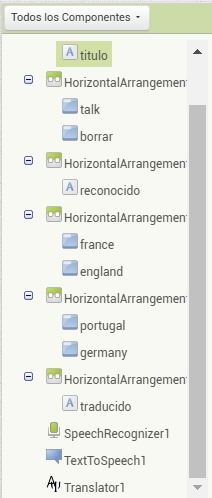 Todos los Componentes
titulo
HorizontalArrangement
talk
borrar
HorizontalArrangement
reconocido
HorizontalArrangement
france
england
HorizontalArrangement
portugal
germany
HorizontalArrangement
traducido
SpeechRecognizer1
TextToSpeech1
Translator1